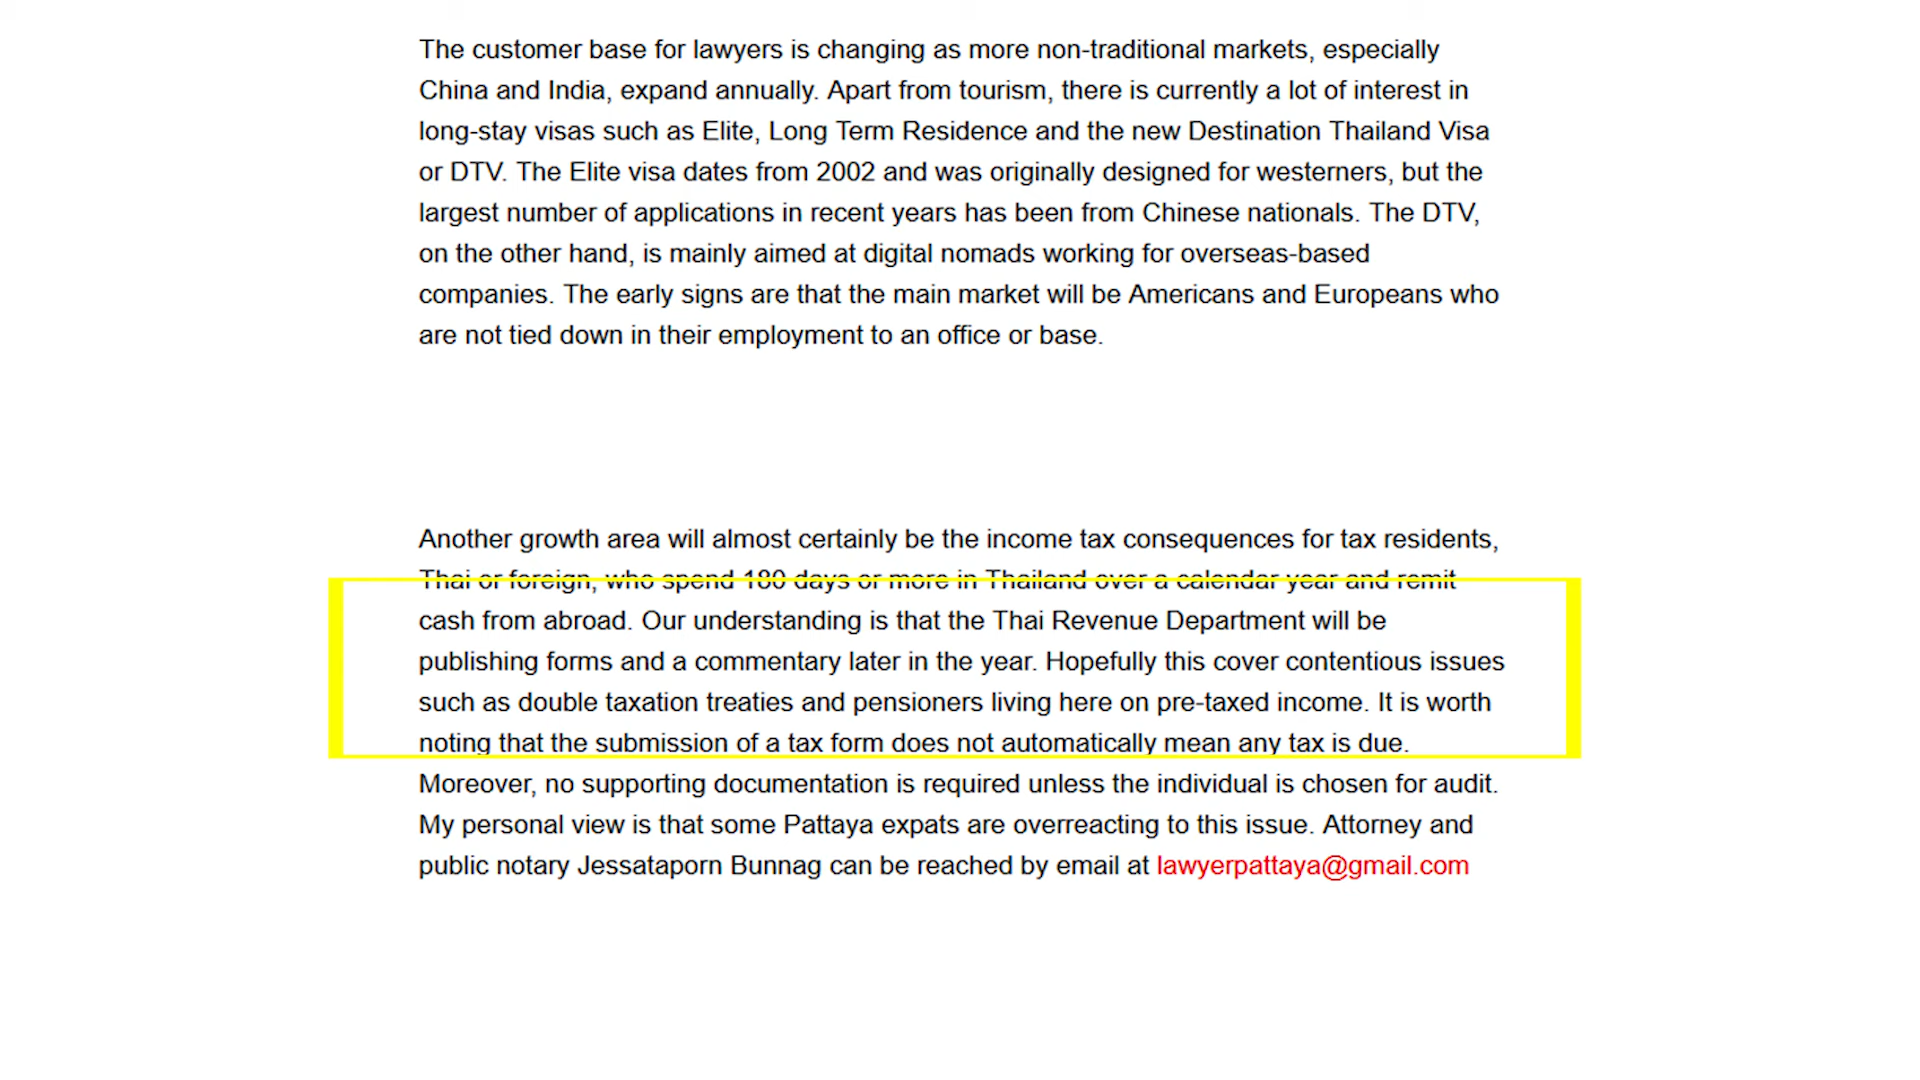 The customer base for lawyers is changing as more non-traditional markets, especially
China and India, expand annually. Apart from tourism, there is currently a lot of interest in
long-stay visas such as Elite, Long Term Residence and the new Destination Thailand Visa
or DTV. The Elite visa dates from 2002 and was originally designed for westerners, but the
largest number of applications in recent years has been from Chinese nationals. The DTV,
on the other hand, is mainly aimed at digital nomads working for overseas-based
companies. The early signs are that the main market will be Americans and Europeans who
are not tied down in their employment to an office or base.
Another growth area will almost certainly be the income tax consequences for tax residents,
Thai or foreign, who spend 180 days or more in Thailand over a calendar year and remit
cash from abroad. Our understanding is that the Thai Revenue Department will be
publishing forms and a commentary later in the year. Hopefully this cover contentious issues
such as double taxation treaties and pensioners living here on pre-taxed income. It is worth
noting that the submission of a tax form does not automatically mean any tax is due.
Moreover, no supporting documentation is required unless the individual is chosen for audit.
My personal view is that some Pattaya expats are overreacting to this issue. Attorney and
public notary Jessataporn Bunnag can be reached by email at lawyerpattaya@gmail.com